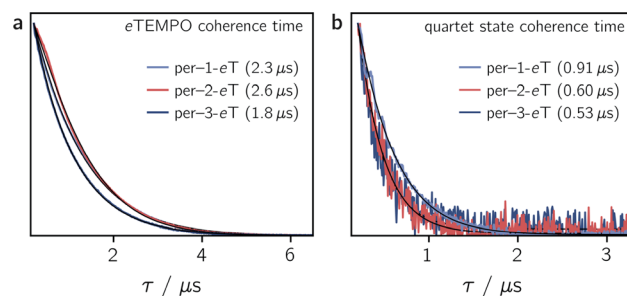 a
eTEMPO coherence time
per–1-eT (2.3 μs)
per–2-eT (2.6 μs)
per–3-eT (1.8 μs)
2 4 6
τ / μs
b
quartet state coherence time
per–1-eT (0.91 μs)
per–2-eT (0.60 μs)
per–3-eT (0.53 μs)
1 2 3
τ / μs